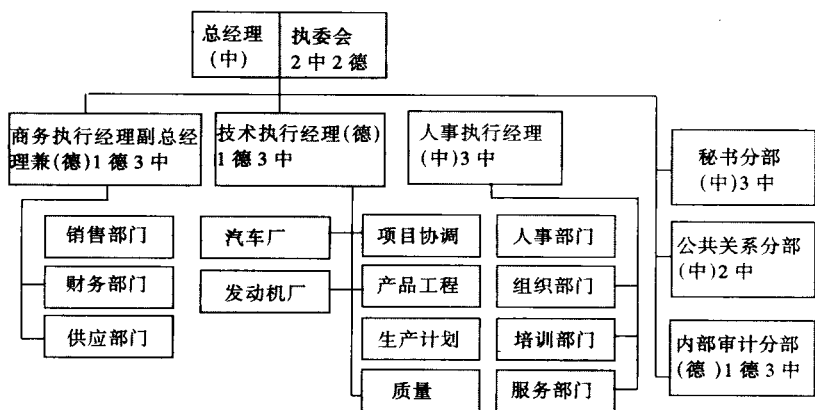 总经理
(中)
执委会
2中2德
商务执行经理副总经
理兼(德)1德3中
技术执行经理(德)
1德3中
人事执行经理
(中)3中
秘书分部
(中)3中
公共关系分部
(中)2中
内部审计分部
(德)1德3中
销售部门
财务部门
供应部门
汽车厂
发动机厂
项目协调
产品工程
生产计划
质量
人事部门
组织部门
培训部门
服务部门